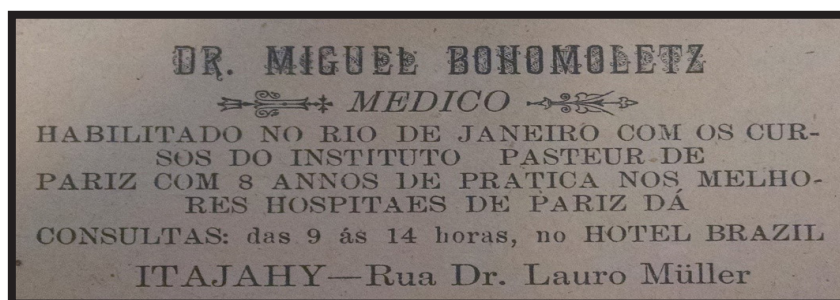 DR. MIGUEL BOHOMOLETZ
MEDICO
HABILITADO NO RIO DE JANEIRO COM OS CUR-
SOS DO INSTITUTO PASTEUR DE
PARIZ COM 8 ANNOS DE PRATICA NOS MELHO-
RES HOSPITAES DE PARIZ DÁ
CONSULTAS: das 9 ás 14 horas, no HOTEL BRAZIL
ITAJAHY—Rua Dr. Lauro Müller